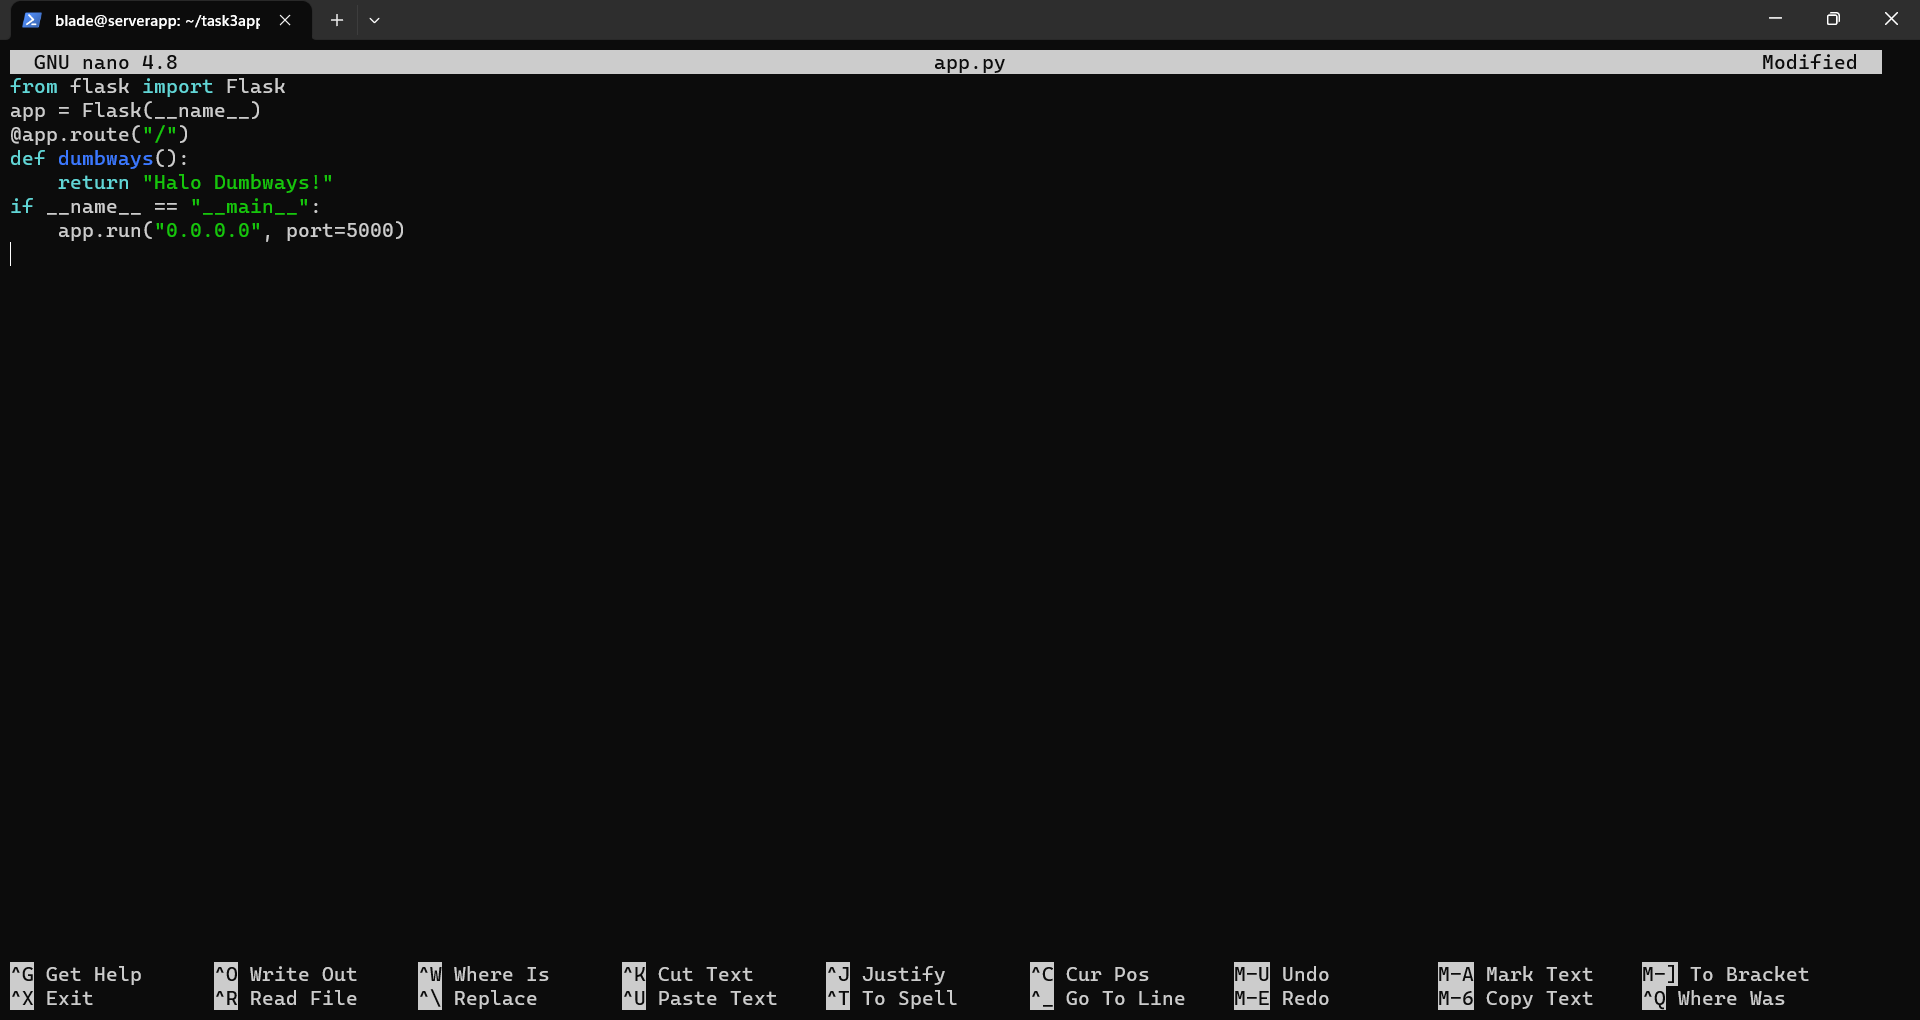 blade@serverapp: ~/task3app
GNU nano 4.8 app.py Modified
from flask import Flask
app = Flask(__name__)
@app.route("/")
def dumbways():
    return "Halo Dumbways!"
if __name__ == "__main__":
    app.run("0.0.0.0", port=5000)
^G Get Help ^O Write Out ^W Where Is ^K Cut Text ^J Justify ^C Cur Pos M-U Undo M-A Mark Text M-] To Bracket
^X Exit ^R Read File ^\ Replace ^U Paste Text ^T To Spell ^_ Go To Line M-E Redo M-6 Copy Text ^Q Where Was